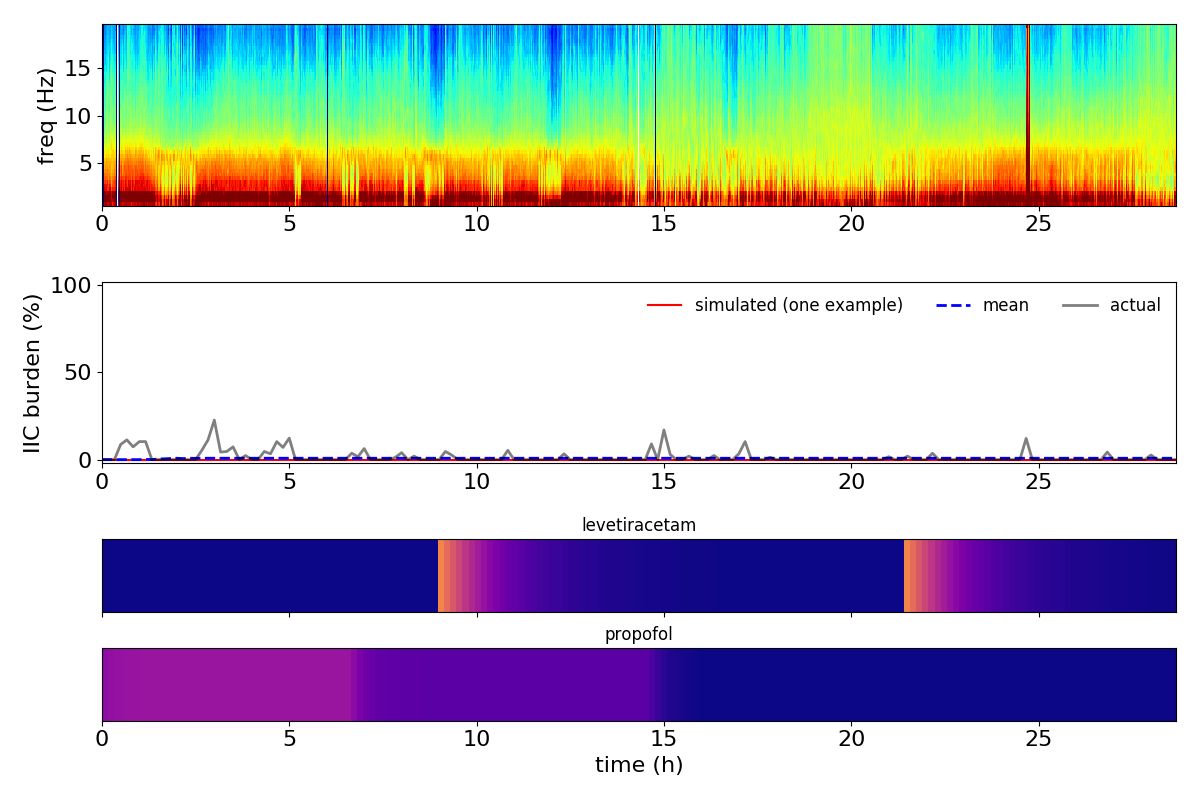 freq (Hz)
15
10
5
0 5 10 15 20 25
IIC burden (%)
100
50
0
simulated (one example) mean actual
0 5 10 15 20 25
levetiracetam
propofol
0 5 10 15 20 25
time (h)